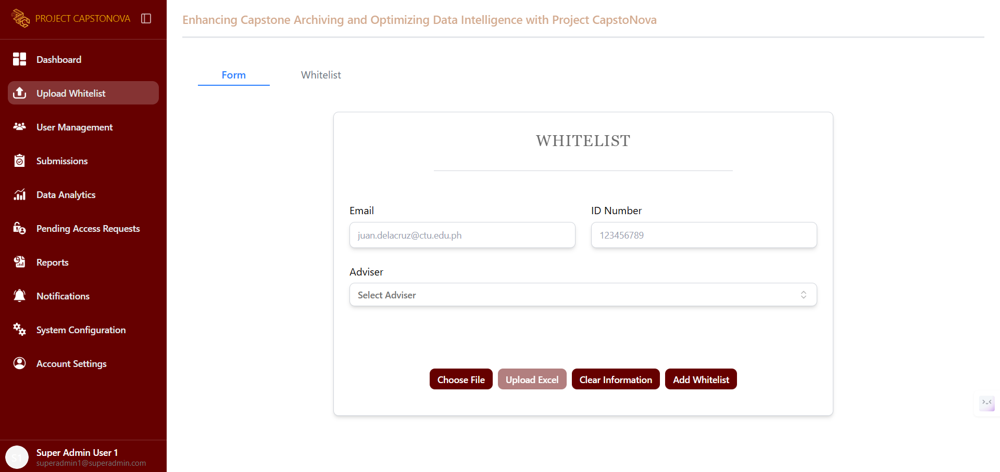 PROJECT CAPSTONOVA
Dashboard
Upload Whitelist
User Management
Submissions
Data Analytics
Pending Access Requests
Reports
Notifications
System Configuration
Account Settings
S1
Super Admin User 1
superadmin1@superadmin.com
Enhancing Capstone Archiving and Optimizing Data Intelligence with Project CapstoNova
Form Whitelist
WHITELIST
Email ID Number
juan.delacruz@ctu.edu.ph 123456789
Adviser
Select Adviser
Choose File Upload Excel Clear Information Add Whitelist